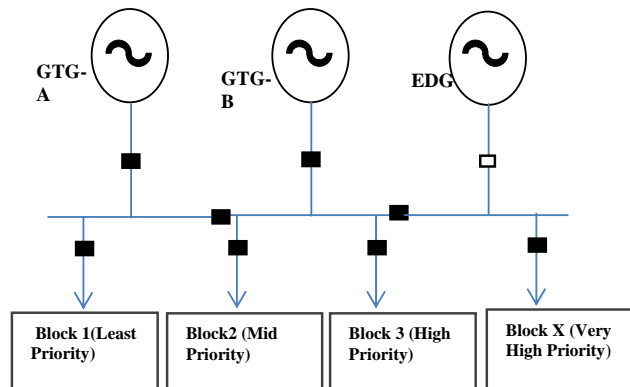 GTG-
A
GTG-
B
EDG
Block 1(Least
Priority)
Block2 (Mid
Priority)
Block 3 (High
Priority)
Block X (Very
High Priority)